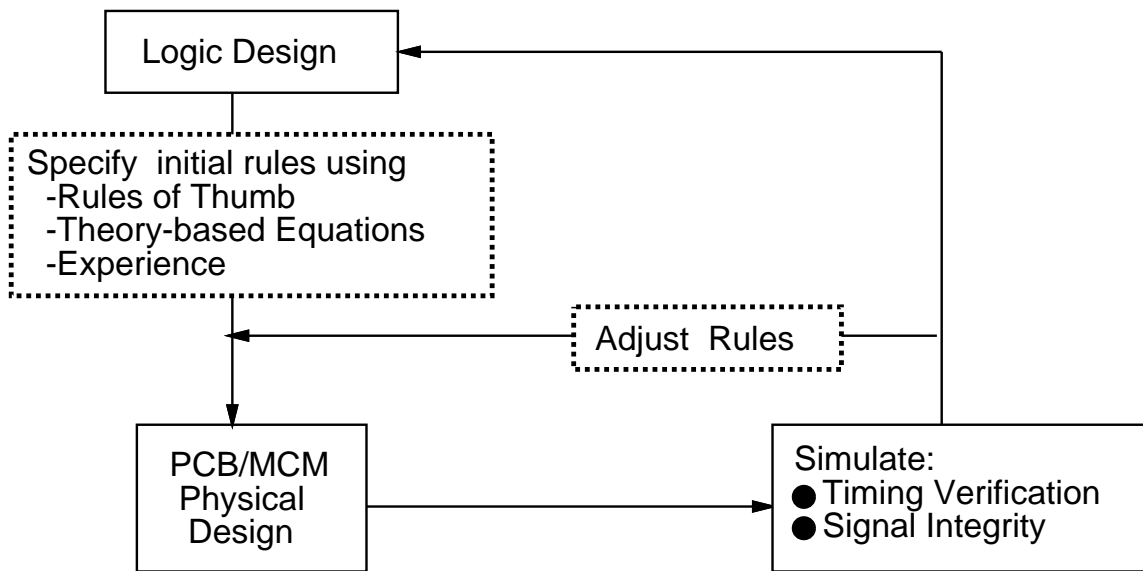 Logic Design
Specify initial rules using
-Rules of Thumb
-Theory-based Equations
-Experience
Adjust Rules
PCB/MCM
Physical
Design
Simulate:
● Timing Verification
● Signal Integrity